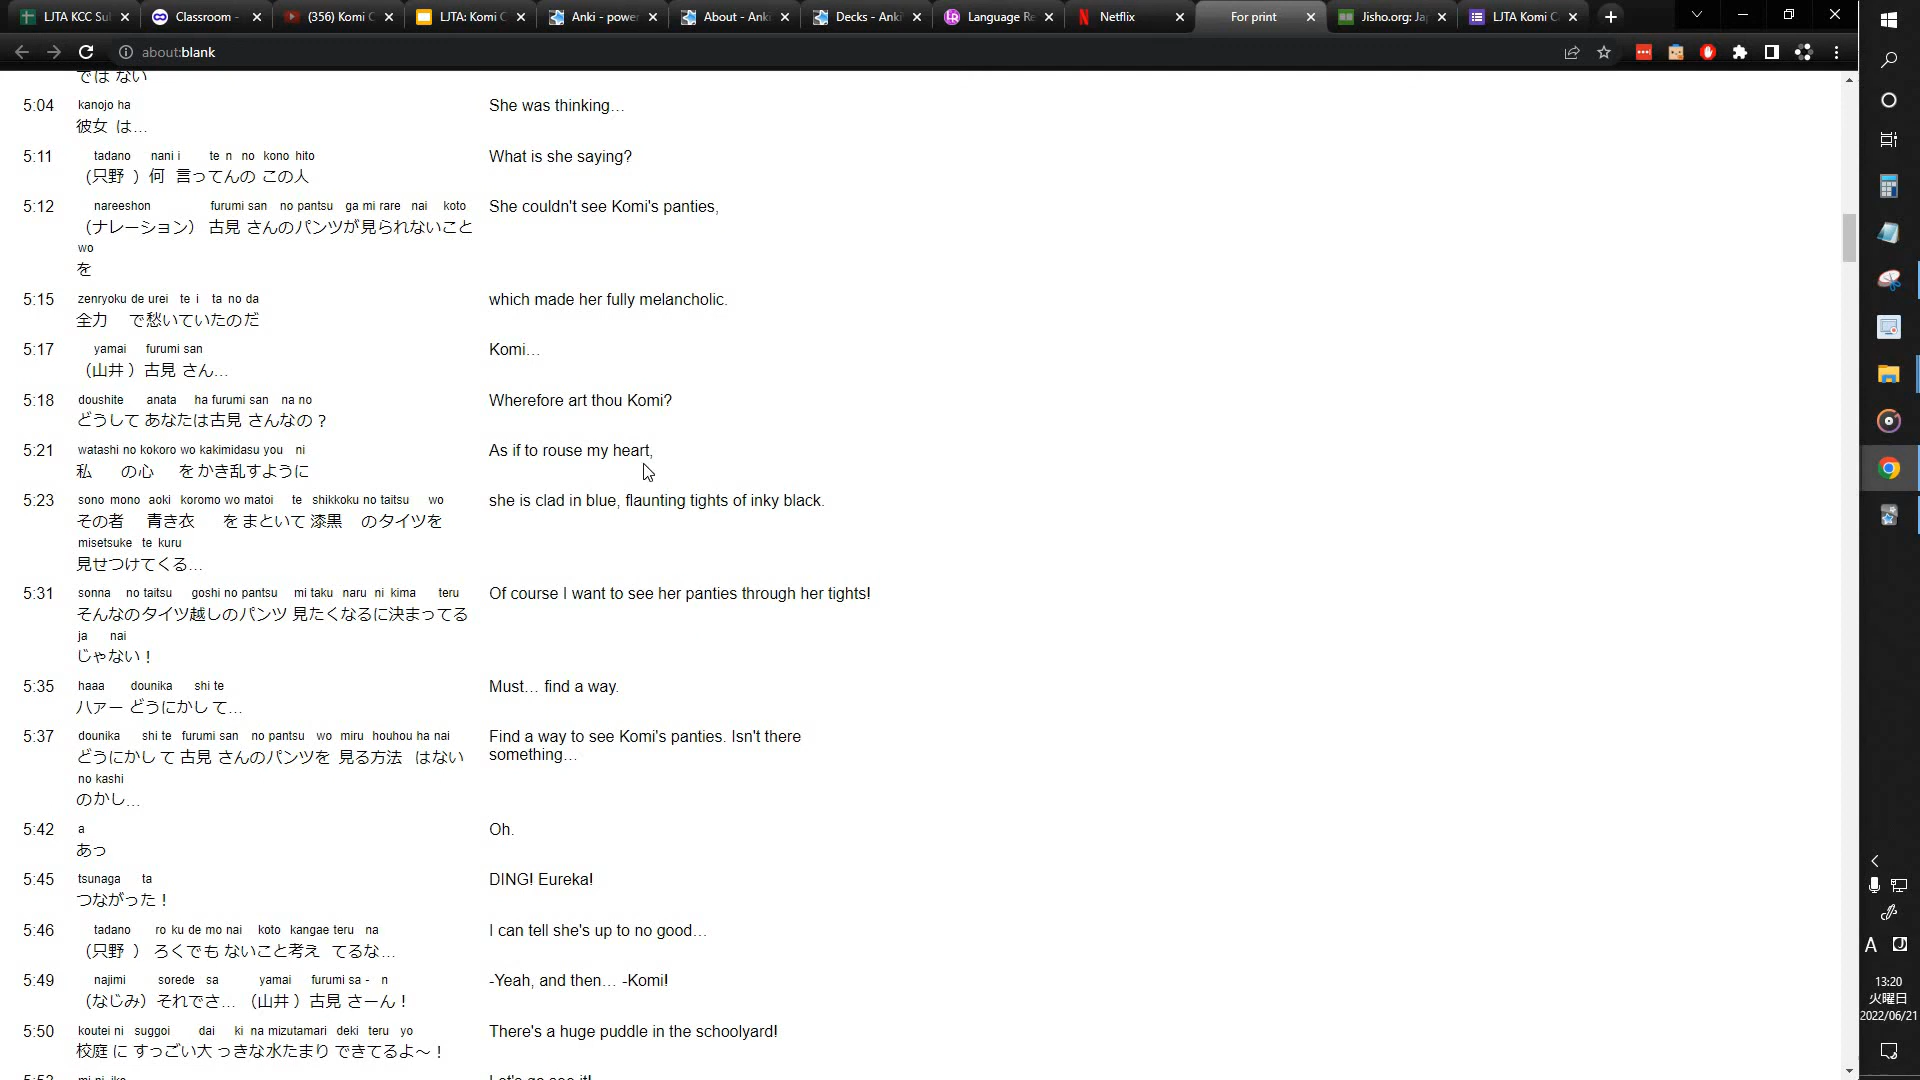 LJTA KCC Sul
Classroom -
(356) Komi C
LJTA: Komi C
Anki - power
About - Anki
Decks - Anki
Language Re
Netflix
For print
Jisho.org: Ja
LJTA Komi C
about:blank
では ない
5:04 kanojo ha She was thinking…
彼女 は…
5:11 tadano nani i te n no kono hito What is she saying?
（只野 ）何 言ってんの この人
5:12 nareeshon furumi san no pantsu ga mi rare nai koto She couldn't see Komi's panties,
（ナレーション） 古見 さんのパンツが見られないこと
wo
を
5:15 zenryoku de urei te i ta no da which made her fully melancholic.
全力 で愁いていたのだ
5:17 yamai furumi san Komi…
（山井 ）古見 さん…
5:18 doushite anata ha furumi san na no Wherefore art thou Komi?
どうして あなたは古見 さんなの？
5:21 watashi no kokoro wo kakimidasu you ni As if to rouse my heart,
私 の心 をかき乱すように
5:23 sono mono aoki koromo wo matoi te shikkoku no taitsu wo she is clad in blue, flaunting tights of inky black.
その者 青き衣 をまといて 漆黒 のタイツを
misetsuke te kuru
見せつけてくる…
5:31 sonna no taitsu goshi no pantsu mi taku naru ni kima teru Of course I want to see her panties through her tights!
そんなのタイツ越しのパンツ 見たくなるに決まってる
ja nai
じゃない！
5:35 haaa dounika shi te Must… find a way.
ハァー どうにかし て…
5:37 dounika shi te furumi san no pantsu wo miru houhou ha nai Find a way to see Komi's panties. Isn't there
something…
どうにかし て 古見 さんのパンツを 見る方法 はない
no kashi
のかし…
5:42 a Oh.
あっ
5:45 tsunaga ta DING! Eureka!
つながった！
5:46 tadano ro ku de mo nai koto kangae teru na I can tell she's up to no good…
（只野 ） ろくでも ないこと考え てるな…
5:49 najimi sorede sa yamai furumi sa - n -Yeah, and then… -Komi!
（なじみ）それでさ… （山井 ）古見 さーん！
5:50 koutei ni suggoi dai ki na mizutamari deki teru yo There's a huge puddle in the schoolyard!
校庭 に すっごい大 っきな水たまり できてるよ～！
A
13:20
火曜日
2022/06/21